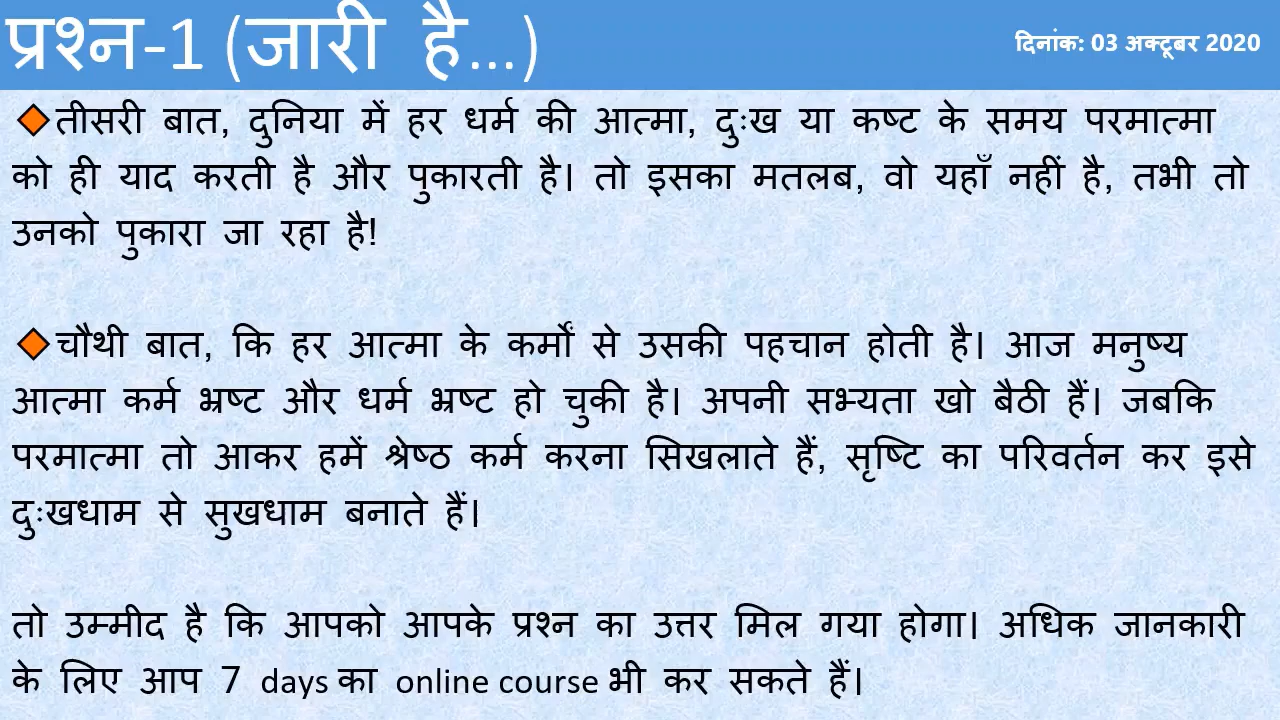 प्रश्न-1 (जारी है...)
दिनांक: 03 अक्टूबर 2020
तीसरी बात, दुनिया में हर धर्म की आत्मा, दुःख या कष्ट के समय परमात्मा
को ही याद करती है और पुकारती है। तो इसका मतलब, वो यहाँ नहीं है, तभी तो
उनको पुकारा जा रहा है!
चौथी बात, कि हर आत्मा के कर्मों से उसकी पहचान होती है। आज मनुष्य
आत्मा कर्म भ्रष्ट और धर्म भ्रष्ट हो चुकी है। अपनी सभ्यता खो बैठी हैं। जबकि
परमात्मा तो आकर हमें श्रेष्ठ कर्म करना सिखलाते हैं, सृष्टि का परिवर्तन कर इसे
दुःखधाम से सुखधाम बनाते हैं।
तो उम्मीद है कि आपको आपके प्रश्न का उत्तर मिल गया होगा। अधिक जानकारी
के लिए आप 7 days का online course भी कर सकते हैं।